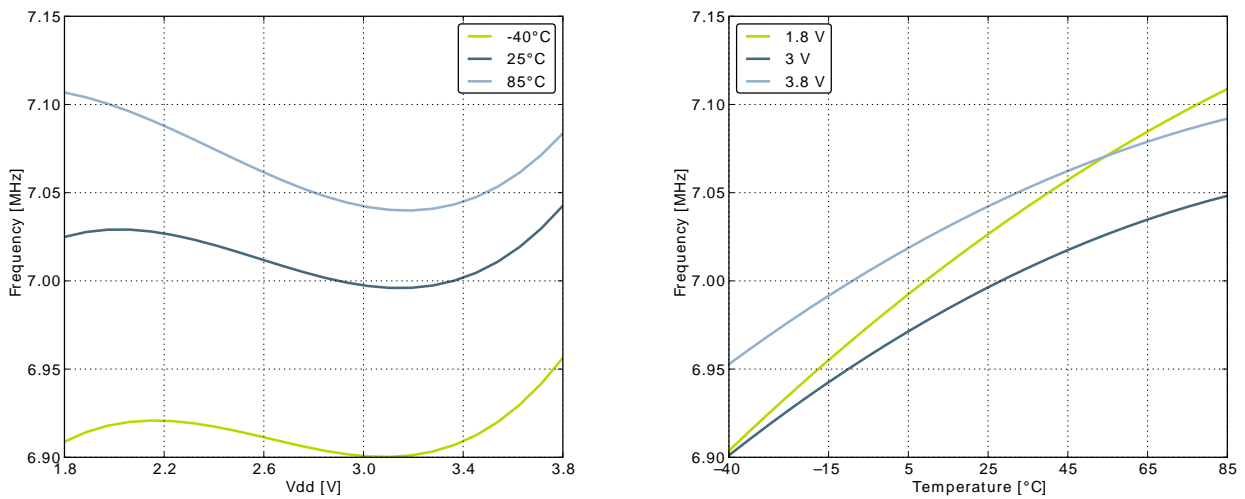 7.15
7.10
7.05
7.00
6.95
6.90
Frequency [MHz]
1.8 2.2 2.6 3.0 3.4 3.8
Vdd [V]
-40°C
25°C
85°C
7.15
7.10
7.05
7.00
6.95
6.90
Frequency [MHz]
–40 –15 5 25 45 65 85
Temperature [°C]
1.8 V
3 V
3.8 V